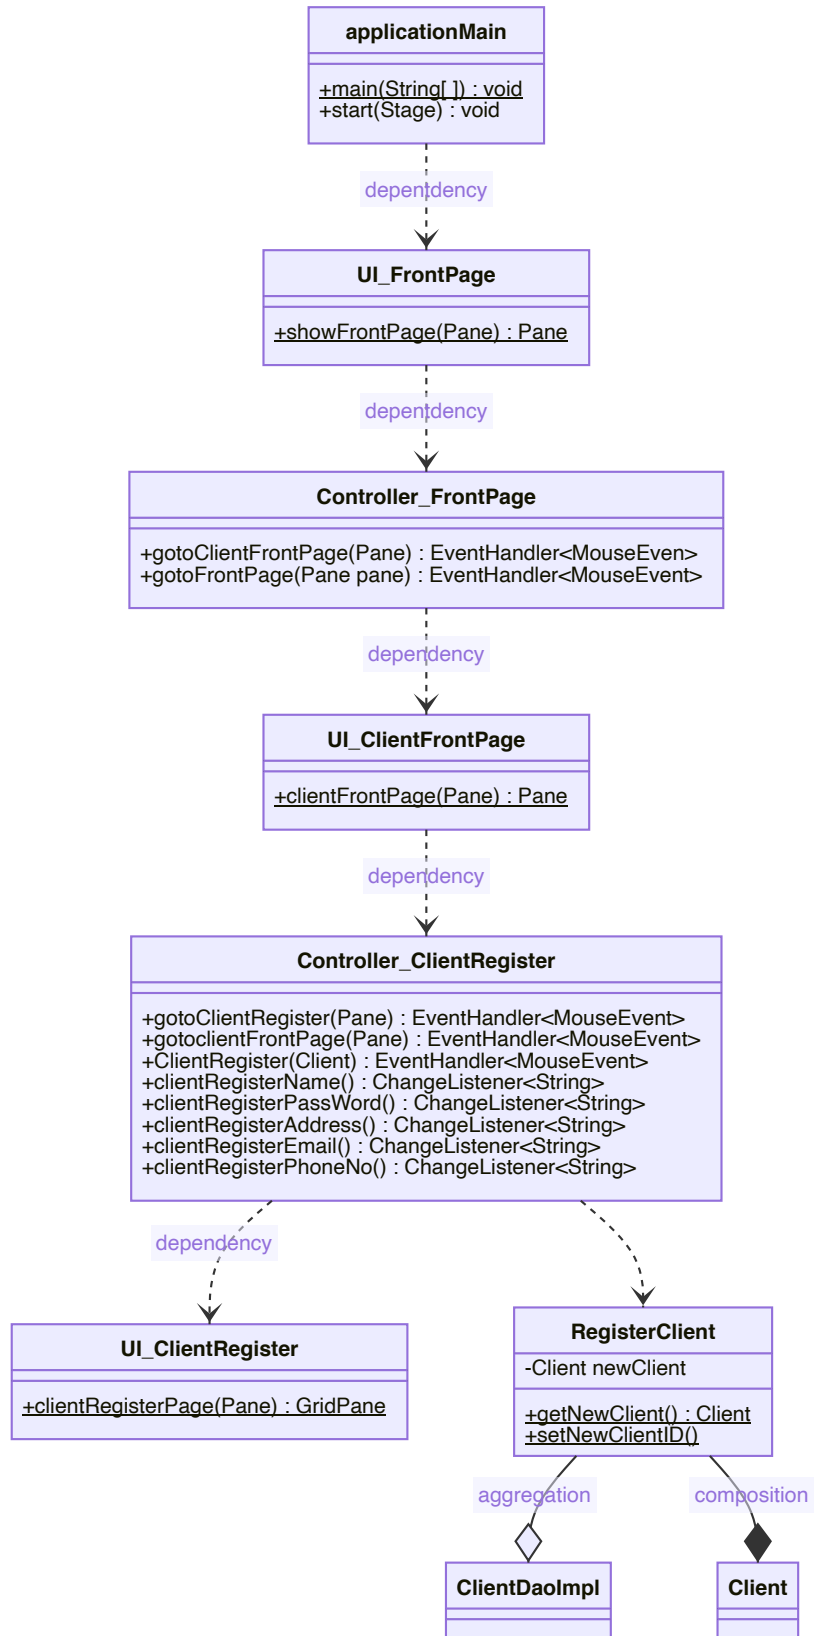 applicationMain
+main(String[ ]) : void
+start(Stage) : void
depentdency
UI_FrontPage
+showFrontPage(Pane) : Pane
depentdency
Controller_FrontPage
+gotoClientFrontPage(Pane) : EventHandler<MouseEven>
+gotoFrontPage(Pane pane) : EventHandler<MouseEvent>
dependency
UI_ClientFrontPage
+clientFrontPage(Pane) : Pane
dependency
Controller_ClientRegister
+gotoClientRegister(Pane) : EventHandler<MouseEvent>
+gotoclientFrontPage(Pane) : EventHandler<MouseEvent>
+ClientRegister(Client) : EventHandler<MouseEvent>
+clientRegisterName() : ChangeListener<String>
+clientRegisterPassWord() : ChangeListener<String>
+clientRegisterAddress() : ChangeListener<String>
+clientRegisterEmail() : ChangeListener<String>
+clientRegisterPhoneNo() : ChangeListener<String>
dependency
UI_ClientRegister
+clientRegisterPage(Pane) : GridPane
RegisterClient
-Client newClient
+getNewClient() : Client
+setNewClientID()
aggregation
composition
ClientDaoImpl
Client